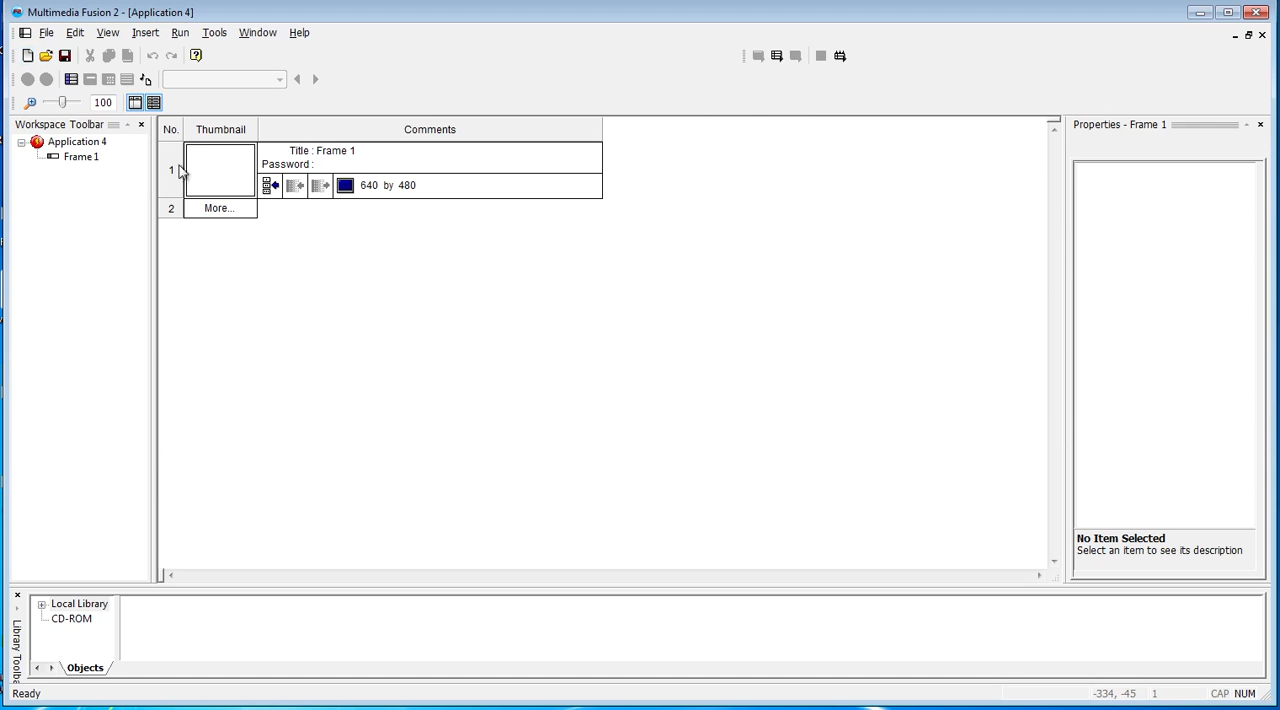 Multimedia Fusion 2 - [Application 4]
File Edit View Insert Run Tools Window Help
100
Workspace Toolbar
Application 4
Frame 1
No. Thumbnail Comments
1
Title : Frame 1
Password :
640 by 480
2 More...
Properties - Frame 1
No Item Selected
Select an item to see its description
Local Library
CD-ROM
Library Toolba
Objects
Ready
-334, -45 1 CAP NUM